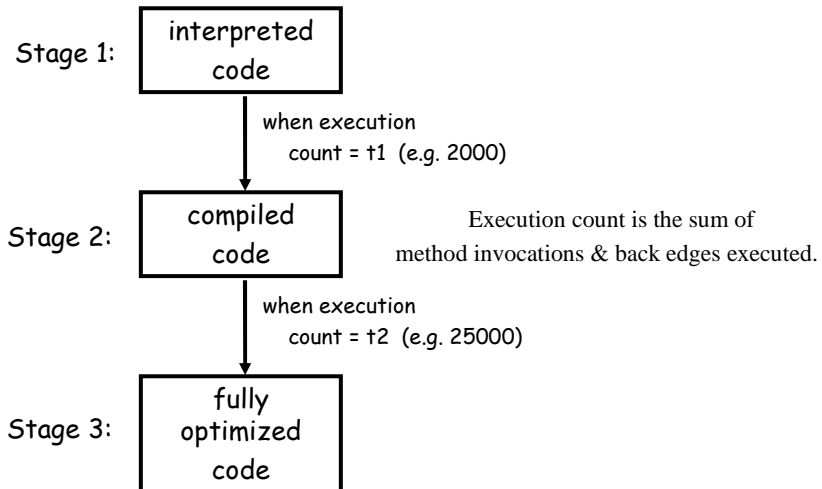 Stage 1:
interpreted
code
when execution
count = t1 (e.g. 2000)
Stage 2:
compiled
code
Execution count is the sum of
method invocations & back edges executed.
when execution
count = t2 (e.g. 25000)
Stage 3:
fully
optimized
code